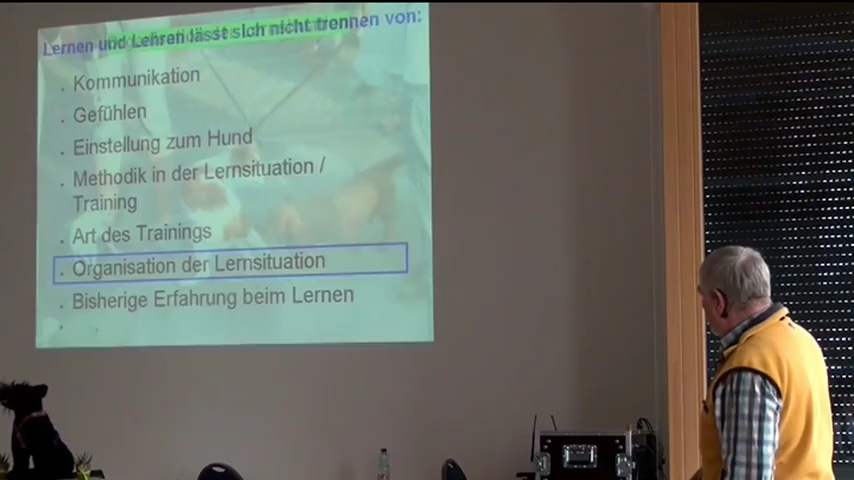 Lernen und Lehren lässt sich nicht trennen von:
. Kommunikation
. Gefühlen
. Einstellung zum Hund
. Methodik in der Lernsituation /
Training
. Art des Trainings
. Organisation der Lernsituation
. Bisherige Erfahrung beim Lernen
.